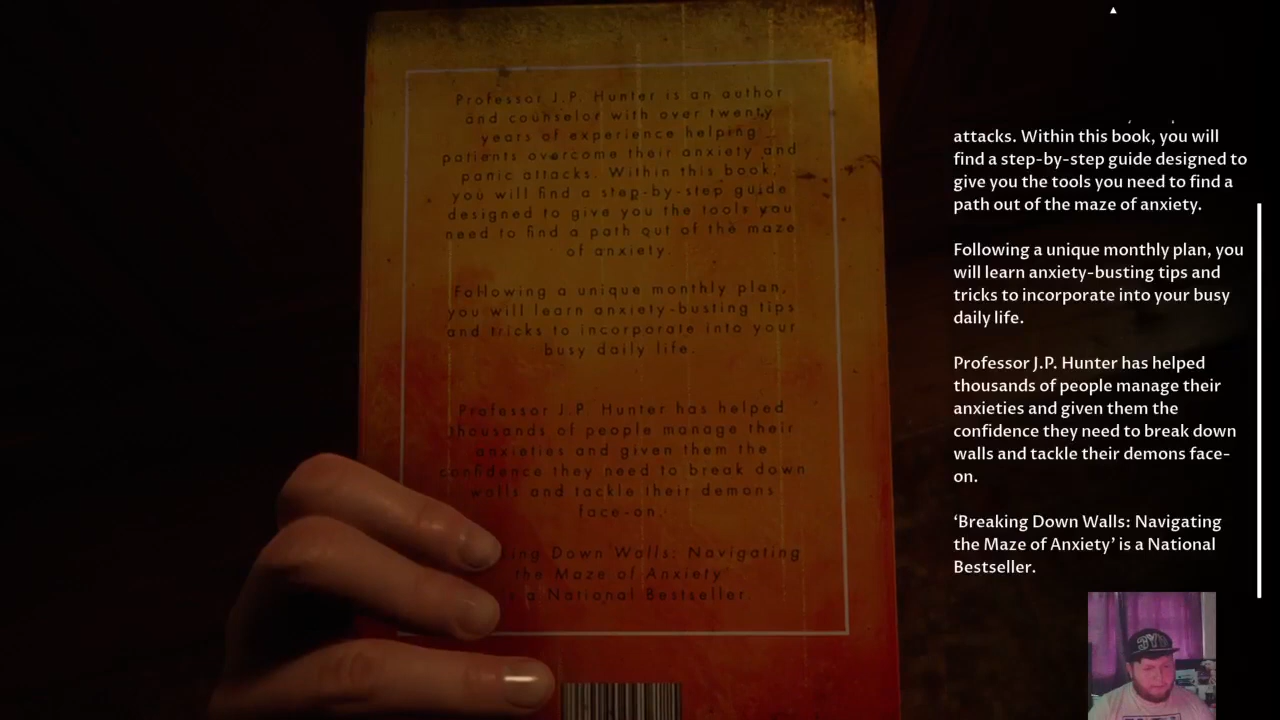 Professor J.P. Hunter is an author
and counselor with over twenty
years of experience helping
patients overcome their anxiety and
panic attacks. Within this book,
you will find a step-by-step guide
designed to give you the tools you
need to find a path out of the maze
of anxiety.
Following a unique monthly plan,
you will learn anxiety-busting tips
and tricks to incorporate into your
busy daily life.
Professor J.P. Hunter has helped
thousands of people manage their
anxieties and given them the
confidence they need to break down
walls and tackle their demons
face-on.
ing Down Walls: Navigating
the Maze of Anxiety'
a National Bestseller.
attacks. Within this book, you will
find a step-by-step guide designed to
give you the tools you need to find a
path out of the maze of anxiety.
Following a unique monthly plan, you
will learn anxiety-busting tips and
tricks to incorporate into your busy
daily life.
Professor J.P. Hunter has helped
thousands of people manage their
anxieties and given them the
confidence they need to break down
walls and tackle their demons face-
on.
‘Breaking Down Walls: Navigating
the Maze of Anxiety’ is a National
Bestseller.